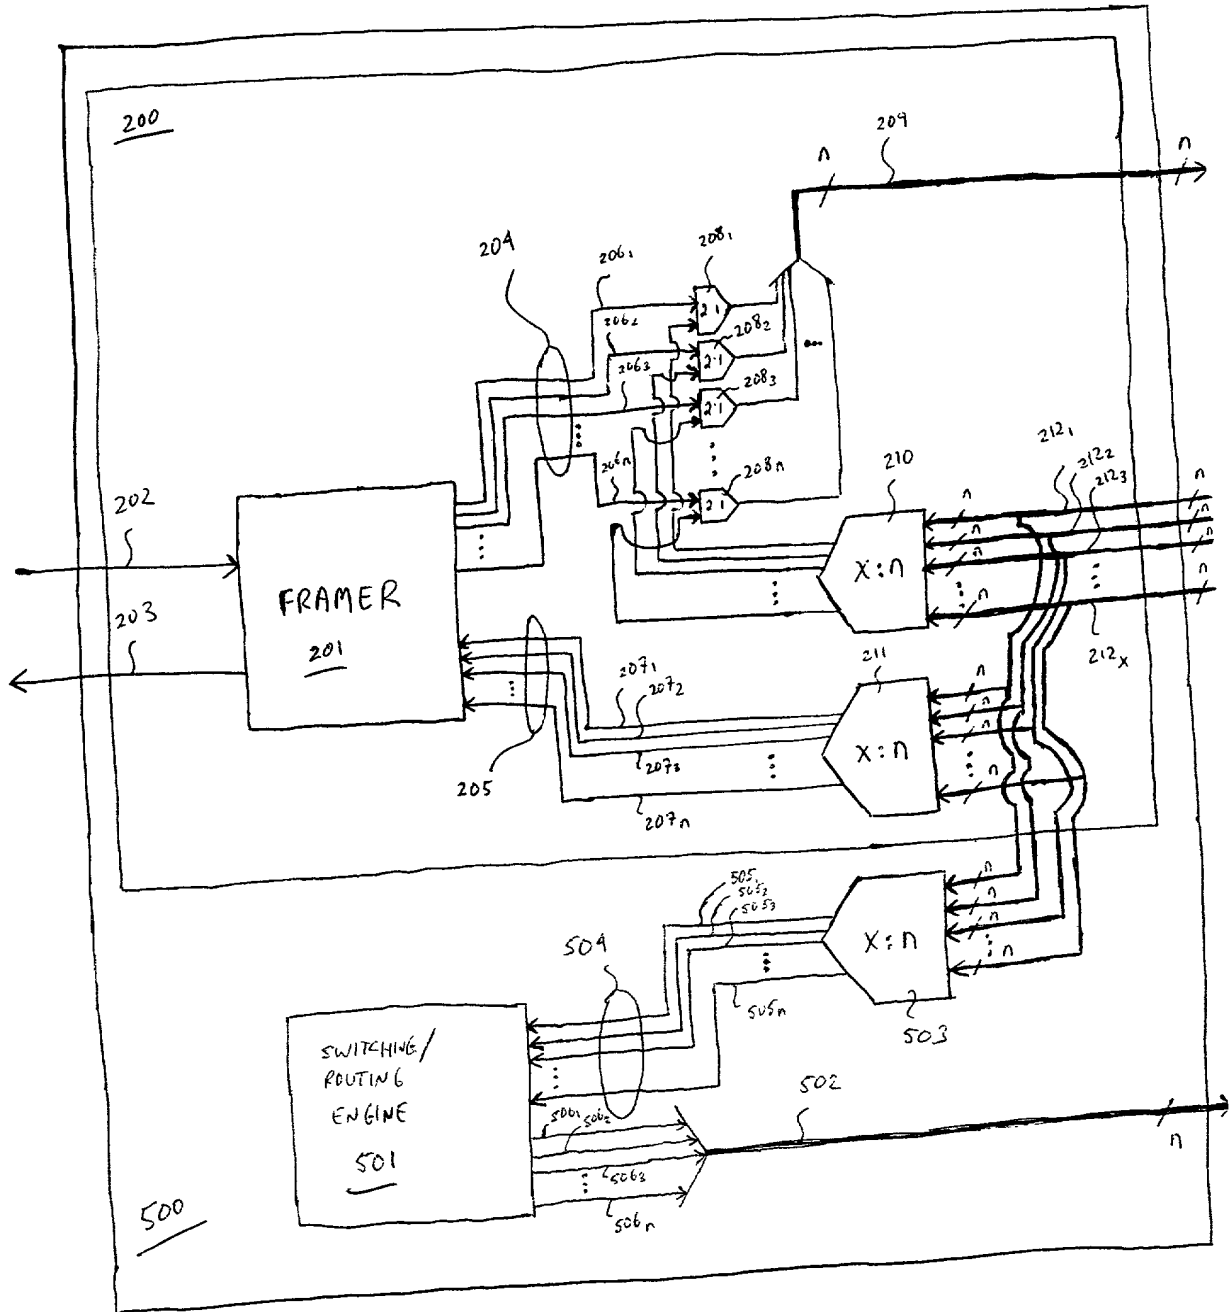 200
209
n
n
204
206₁
208₁
2:1
206₂
208₂
2:1
206₃
208₃
2:1
206n
208n
2:1
210
212₁
212₂
212₃
n
n
n
n
n
n
n
n
X:n
212x
202
203
FRAMER
201
207₁
207₂
207₃
207n
205
211
X:n
n
n
n
n
505₁
505₂
505₃
505n
504
X:n
503
n
n
n
n
SWITCHING/
ROUTING
ENGINE
501
506₁
506₂
506₃
506n
502
n
500